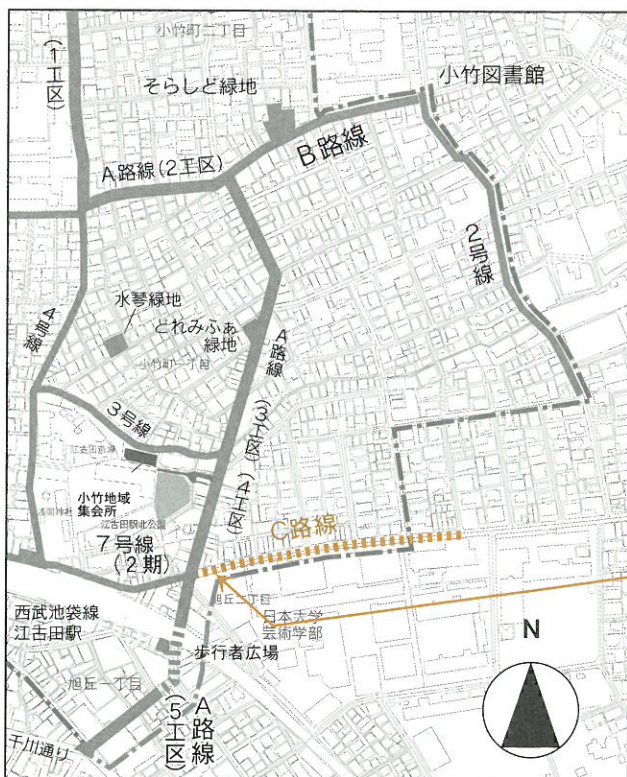 小竹町二丁目
(1工区)
そらしど緑地
小竹図書館
B路線
A路線(2工区)
2号線
水琴緑地
どれみふぁ
緑地
4号線
小竹町一丁目
A路線
(3工区)
3号線
(4工区)
小竹地域
集会所
江古田駅北公園
C路線
7号線
(2期)
旭丘二丁目
日本大学
芸術学部
西武池袋線
江古田駅
N
歩行者広場
旭丘一丁目
A路線
(5工区)
千川通り